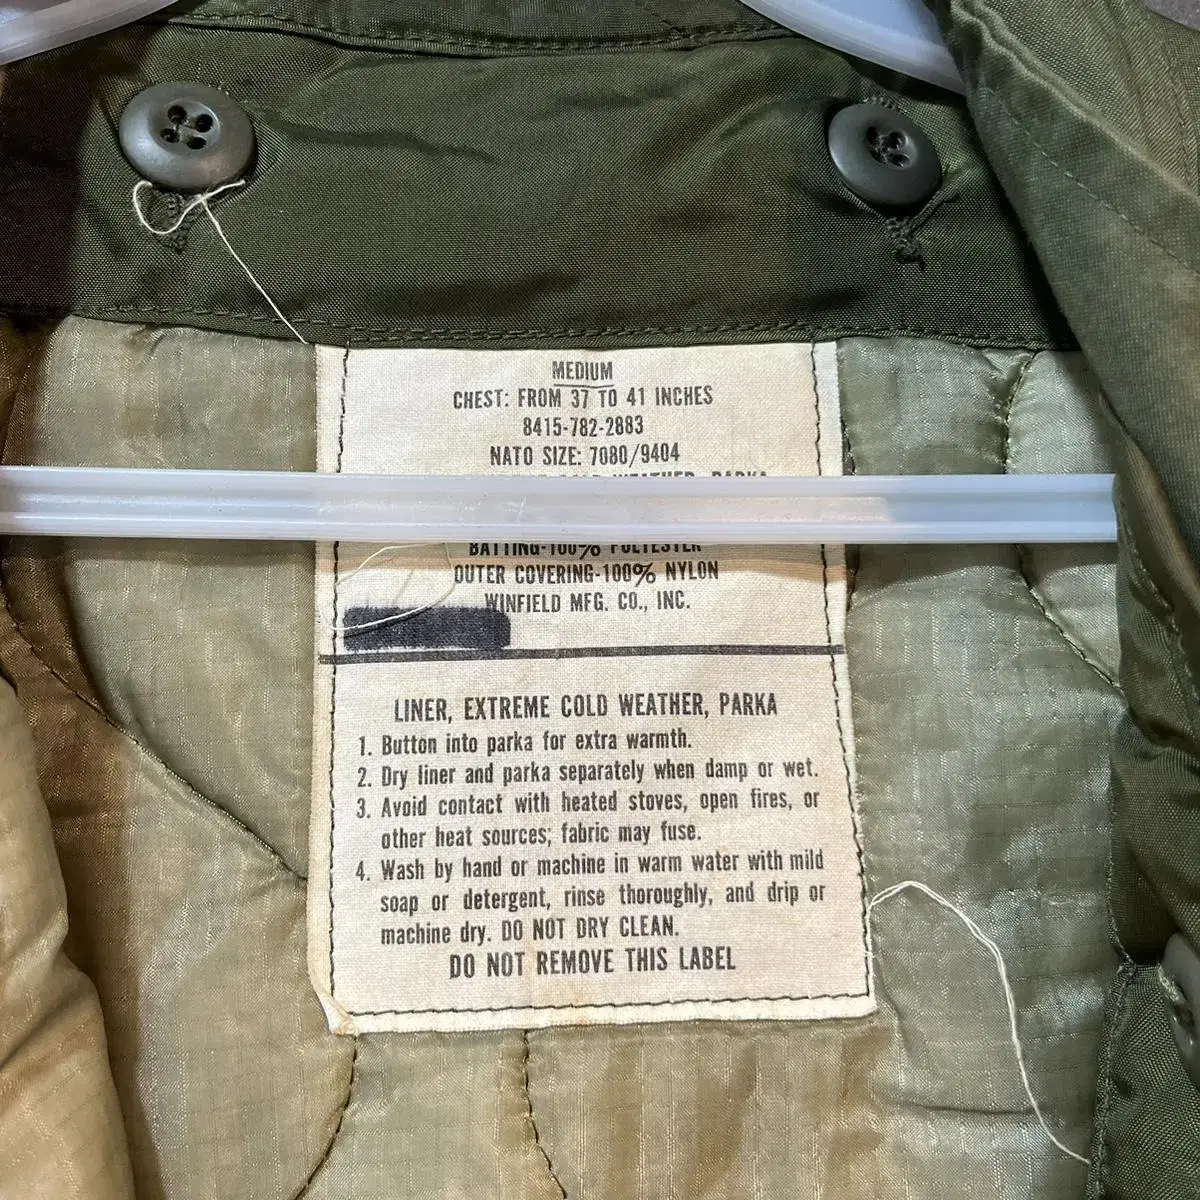 MEDIUM
CHEST: FROM 37 TO 41 INCHES
8415-782-2883
NATO SIZE: 7080/9404
WEATHER, PARKA
BATTING-100% POLYESTER
OUTER COVERING-100% NYLON
WINFIELD MFG. CO., INC.
LINER, EXTREME COLD WEATHER, PARKA
1. Button into parka for extra warmth.
2. Dry liner and parka separately when damp or wet.
3. Avoid contact with heated stoves, open fires, or
other heat sources; fabric may fuse.
4. Wash by hand or machine in warm water with mild
soap or detergent, rinse thoroughly, and drip or
machine dry. DO NOT DRY CLEAN.
DO NOT REMOVE THIS LABEL